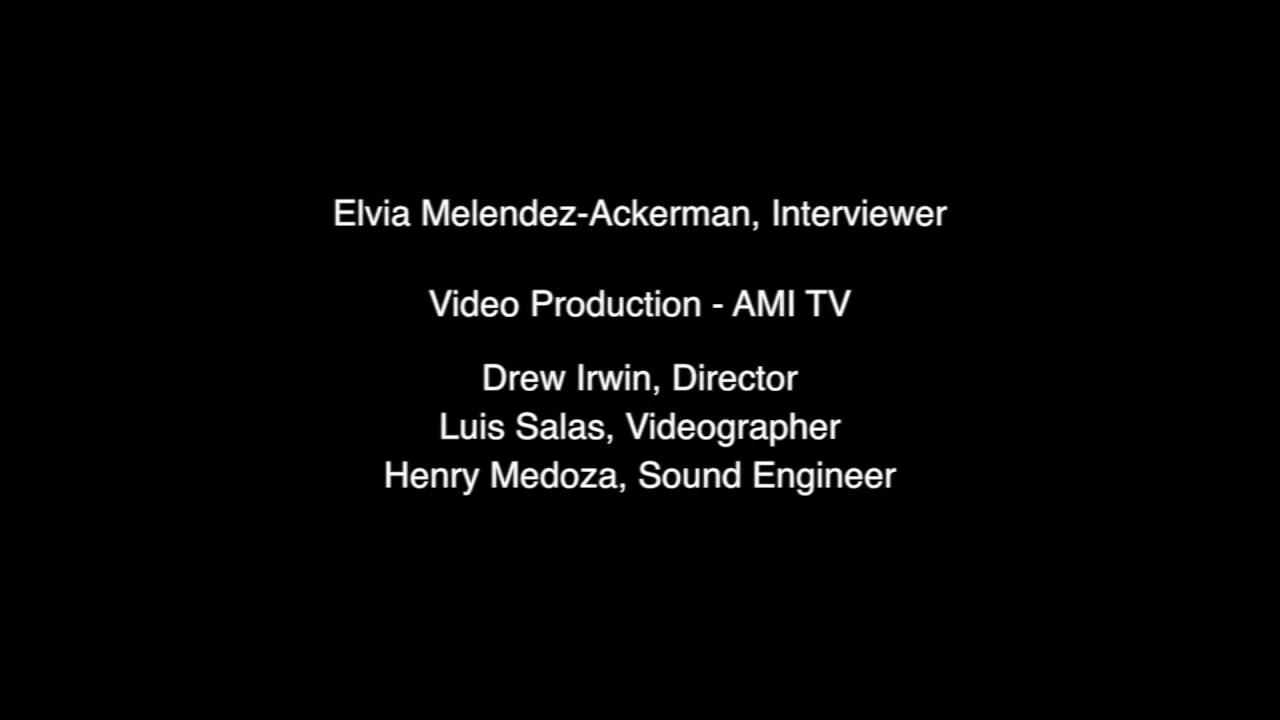 Elvia Melendez-Ackerman, Interviewer
Video Production - AMI TV
Drew Irwin, Director
Luis Salas, Videographer
Henry Medoza, Sound Engineer